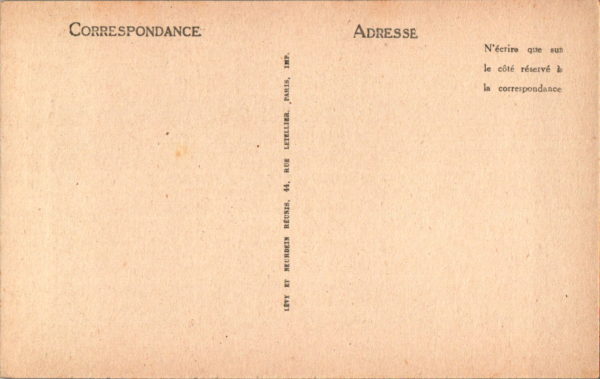 CORRESPONDANCE
ADRESSE
N'écrire que sur
le côté réservé à
la correspondance
LÉVY ET NEURDEIN RÉUNIS, 44, RUE LETELLIER, PARIS, IMP.